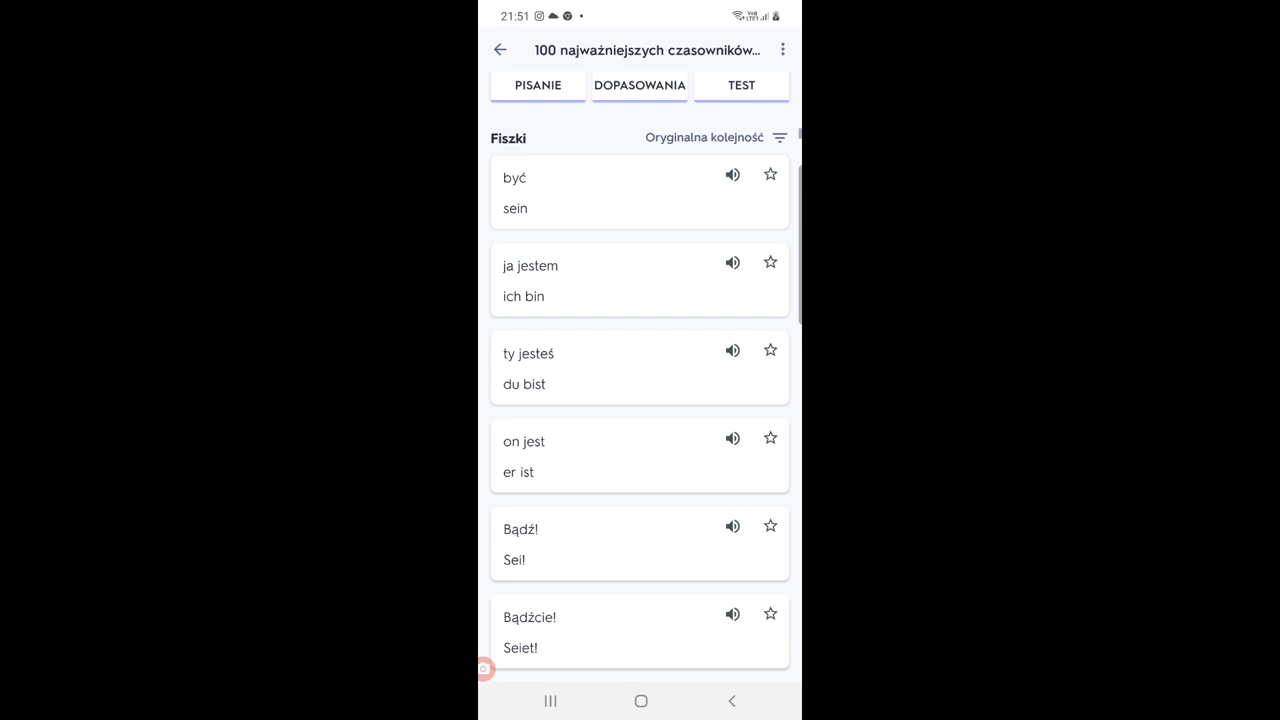 21:51
100 najważniejszych czasowników...
PISANIE DOPASOWANIA TEST
Fiszki Oryginalna kolejność
być
sein
ja jestem
ich bin
ty jesteś
du bist
on jest
er ist
Bądź!
Sei!
Bądźcie!
Seiet!